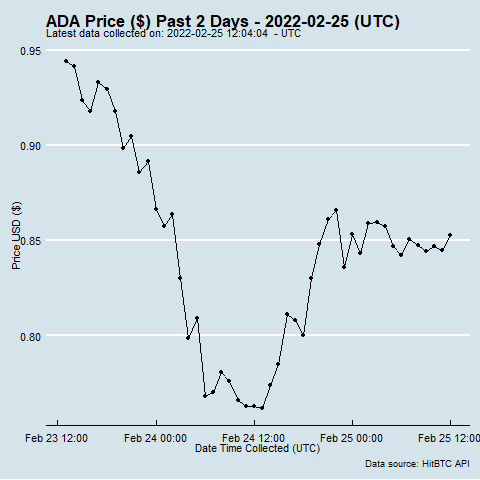 ADA Price ($) Past 2 Days - 2022-02-25 (UTC)
Latest data collected on: 2022-02-25 12:04:04 - UTC
0.95
0.90
0.85
0.80
Price USD ($)
Feb 23 12:00 Feb 24 00:00 Feb 24 12:00 Feb 25 00:00 Feb 25 12:00
Date Time Collected (UTC)
Data source: HitBTC API